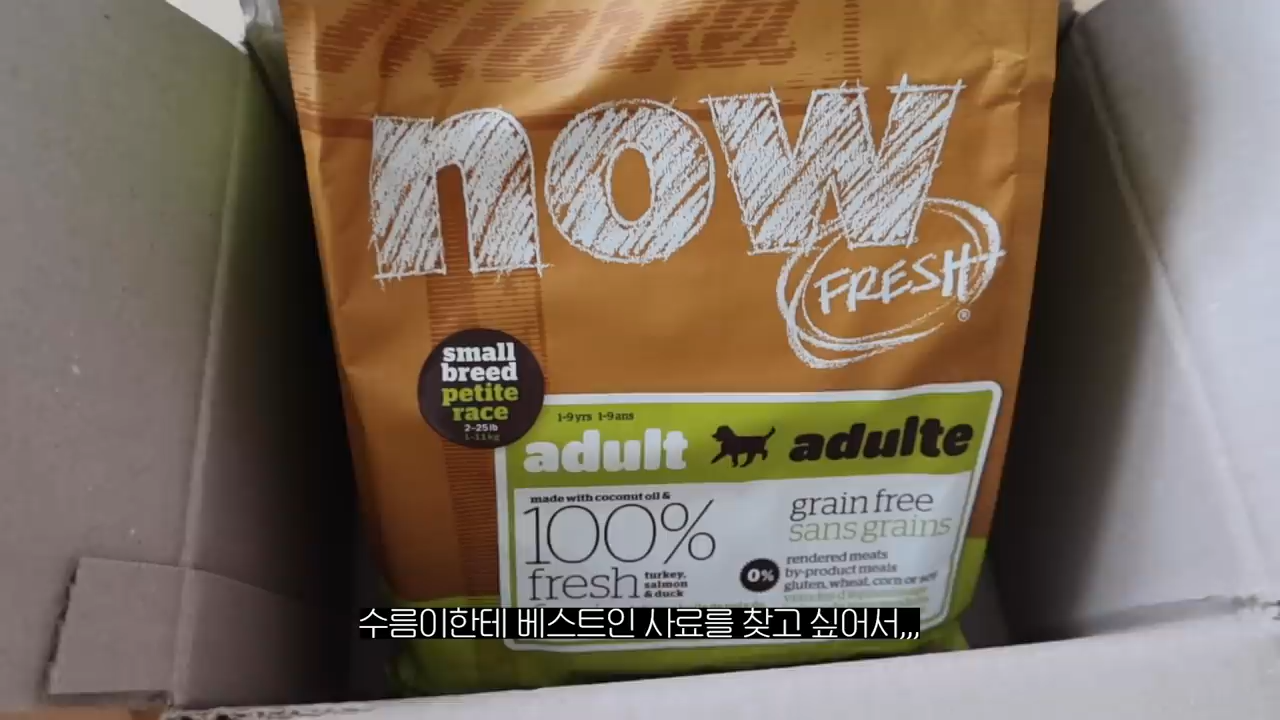 now
FRESH®
small
breed
petite
race
2-25 lb
1-11 kg
1-9 yrs 1-9 ans
adult adulte
made with coconut oil &
100%
fresh
turkey,
salmon
& duck
grain free
sans grains
0%
rendered meats
by-product meals
gluten, wheat, corn or soy
수름이한테 베스트인 사료를 찾고 싶어서,,,